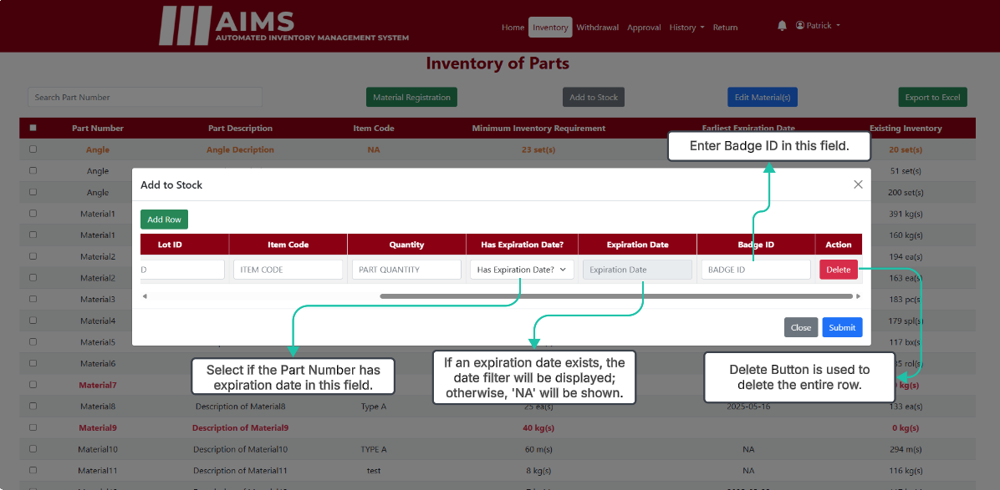 AIMS
AUTOMATED INVENTORY MANAGEMENT SYSTEM
Home Inventory Withdrawal Approval History Return
Patrick
Inventory of Parts
Search Part Number
Material Registration
Add to Stock
Edit Material(s)
Export to Excel
Part Number Part Description Item Code Minimum Inventory Requirement Earliest Expiration Date Existing Inventory
Angle Angle Decription NA 23 set(s) 20 set(s)
Enter Badge ID in this field.
Angle 51 set(s)
Angle 200 set(s)
Material1 391 kg(s)
Material1 160 kg(s)
Material2 194 ea(s)
Material2 163 ea(s)
Material3 183 pc(s)
Material4 179 spl(s)
Material5 117 bx(s)
Material6 rol(s)
Material7 kg(s)
Add to Stock
Add Row
Lot ID Item Code Quantity Has Expiration Date? Expiration Date Badge ID Action
D ITEM CODE PART QUANTITY Has Expiration Date? Expiration Date BADGE ID Delete
Close Submit
Select if the Part Number has
expiration date in this field.
If an expiration date exists, the
date filter will be displayed;
otherwise, 'NA' will be shown.
Delete Button is used to
delete the entire row.
Material8 Description of Material8 Type A 25 ea(s) 2025-05-16 133 ea(s)
Material9 Description of Material9 40 kg(s) 0 kg(s)
Material10 Description of Material10 TYPE A 60 m(s) NA 294 m(s)
Material11 Description of Material11 test 8 kg(s) NA 116 kg(s)